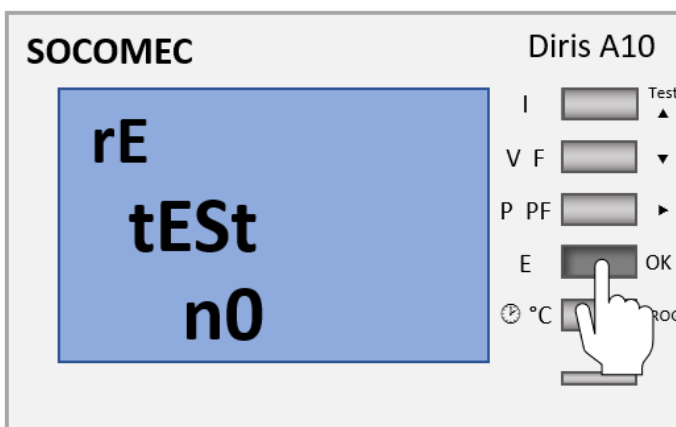 SOCOMEC Diris A10
rE
tESt
n0
I Test ▲
V F ▼
P PF ►
E OK
°C